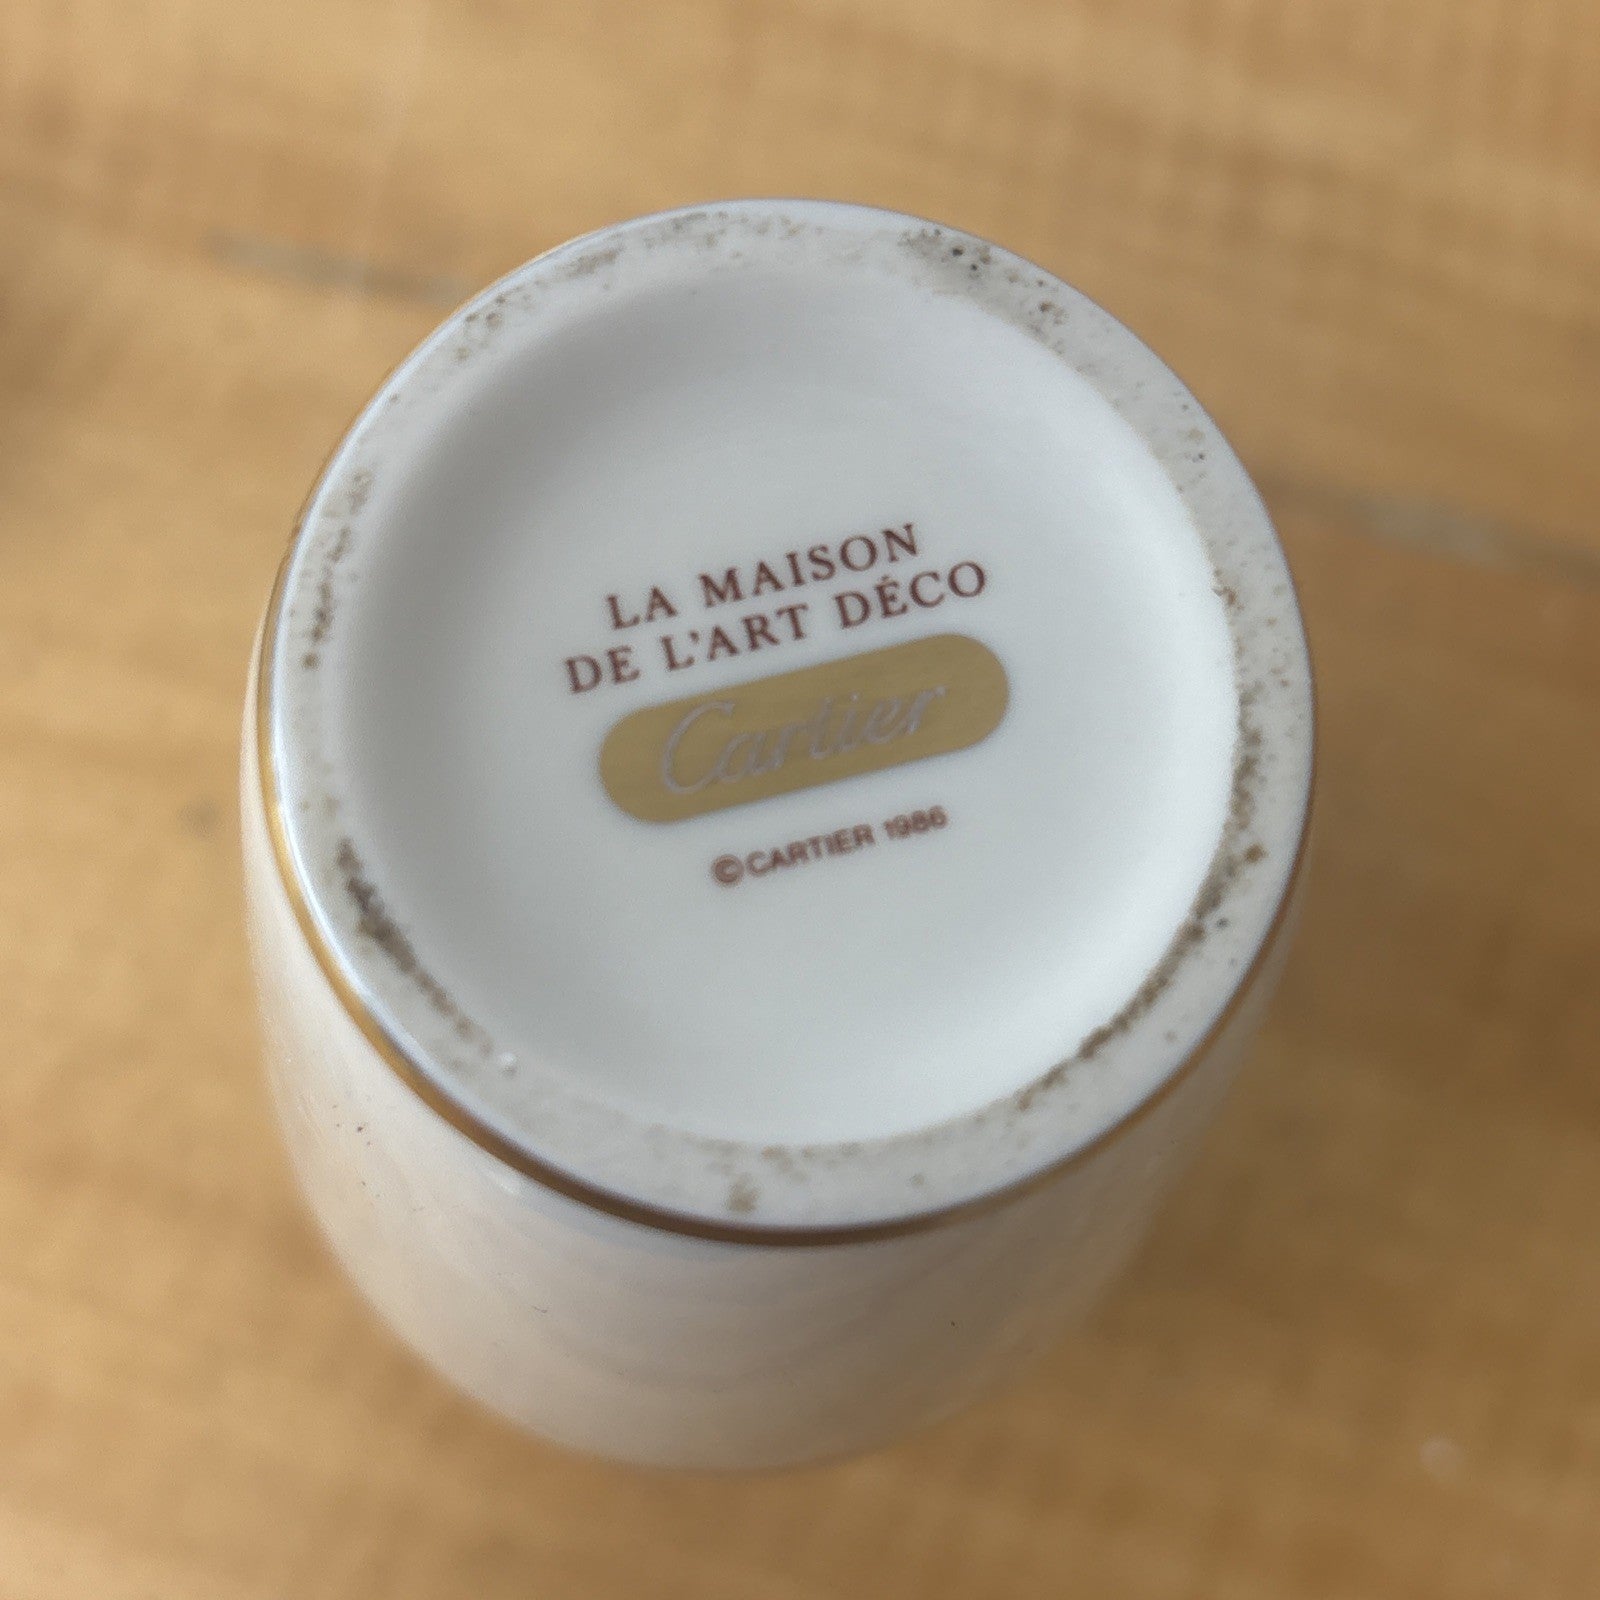 LA MAISON
DE L'ART DÉCO
Cartier
©CARTIER 1986